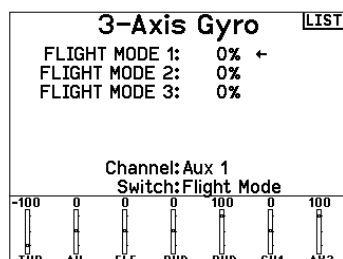 3-Axis Gyro
LIST
FLIGHT MODE 1: 0% ←
FLIGHT MODE 2: 0%
FLIGHT MODE 3: 0%
Channel: Aux 1
Switch: Flight Mode
-100 0 0 0 100 0 100